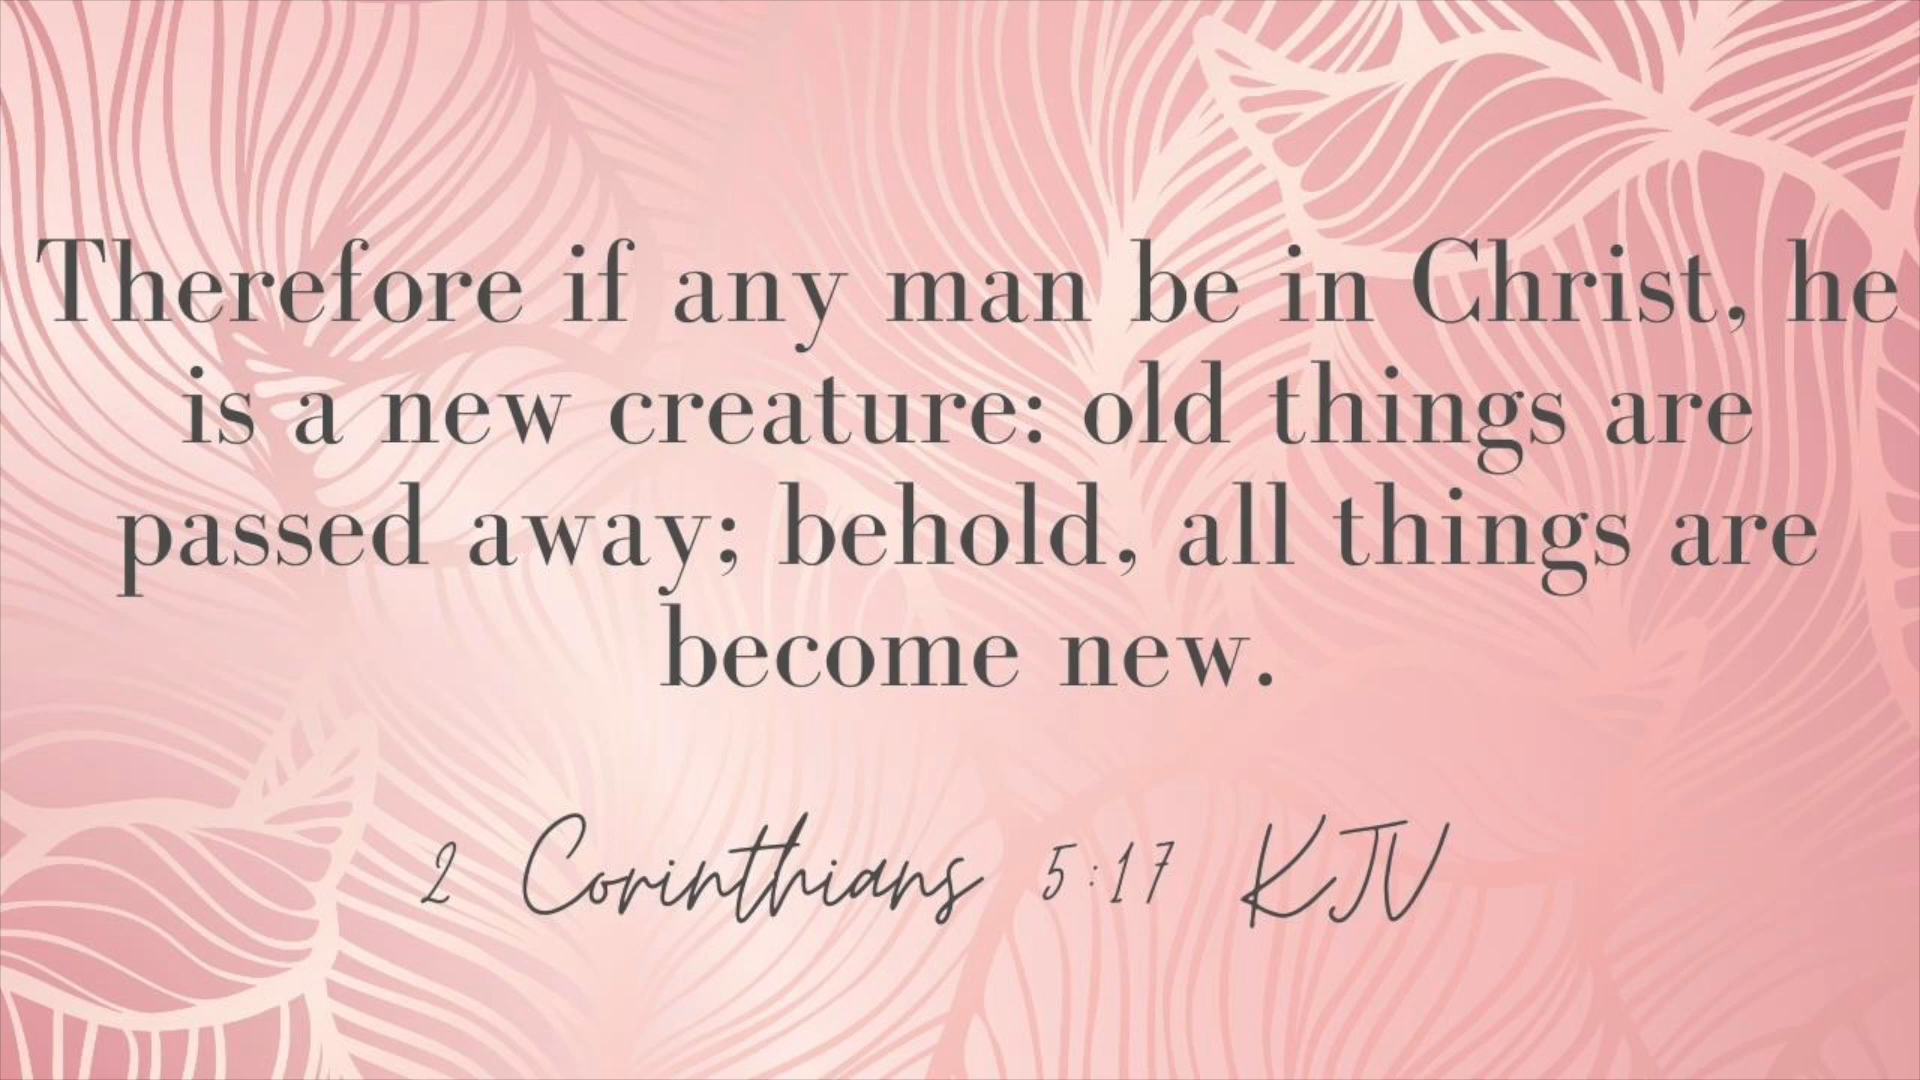 Therefore if any man be in Christ, he
is a new creature: old things are
passed away; behold, all things are
become new.
2 Corinthians 5:17 KJV